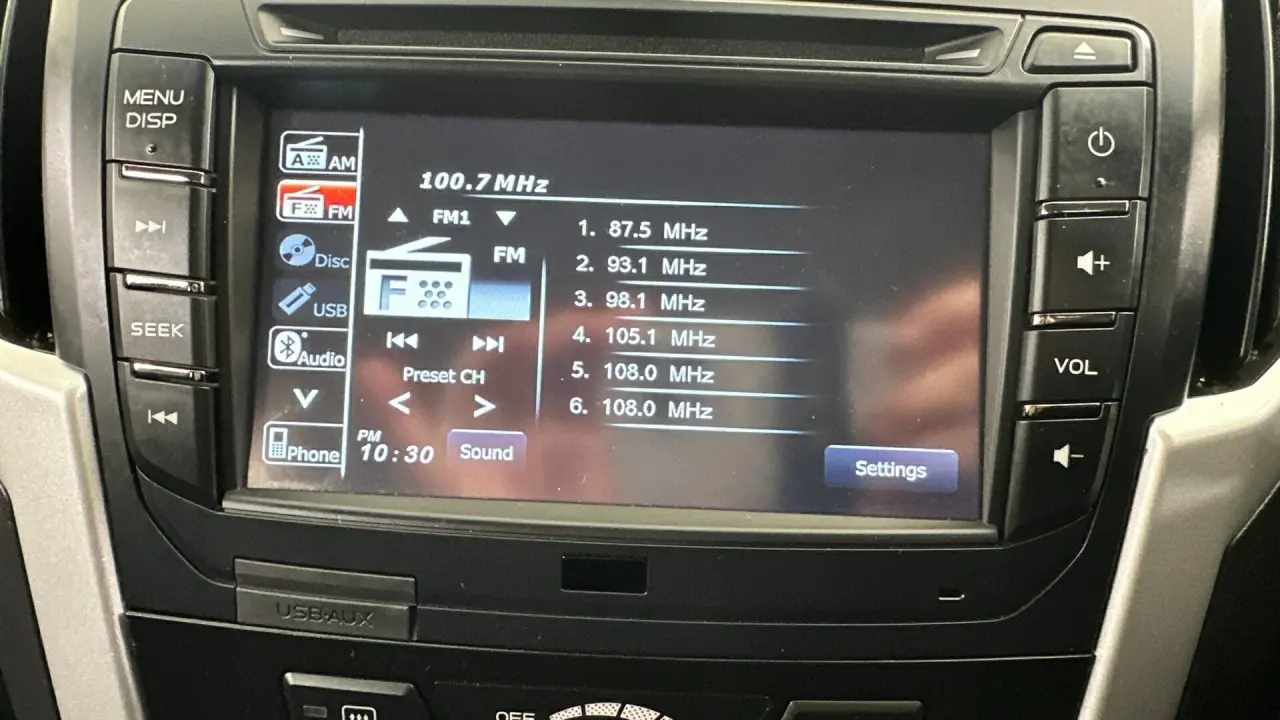 MENU
DISP
SEEK
VOL
A AM
F FM
Disc
USB
Audio
Phone
100.7MHz
FM1
FM
F
Preset CH
PM
10:30
Sound
1. 87.5 MHz
2. 93.1 MHz
3. 98.1 MHz
4. 105.1 MHz
5. 108.0 MHz
6. 108.0 MHz
Settings
USB·AUX
OFF